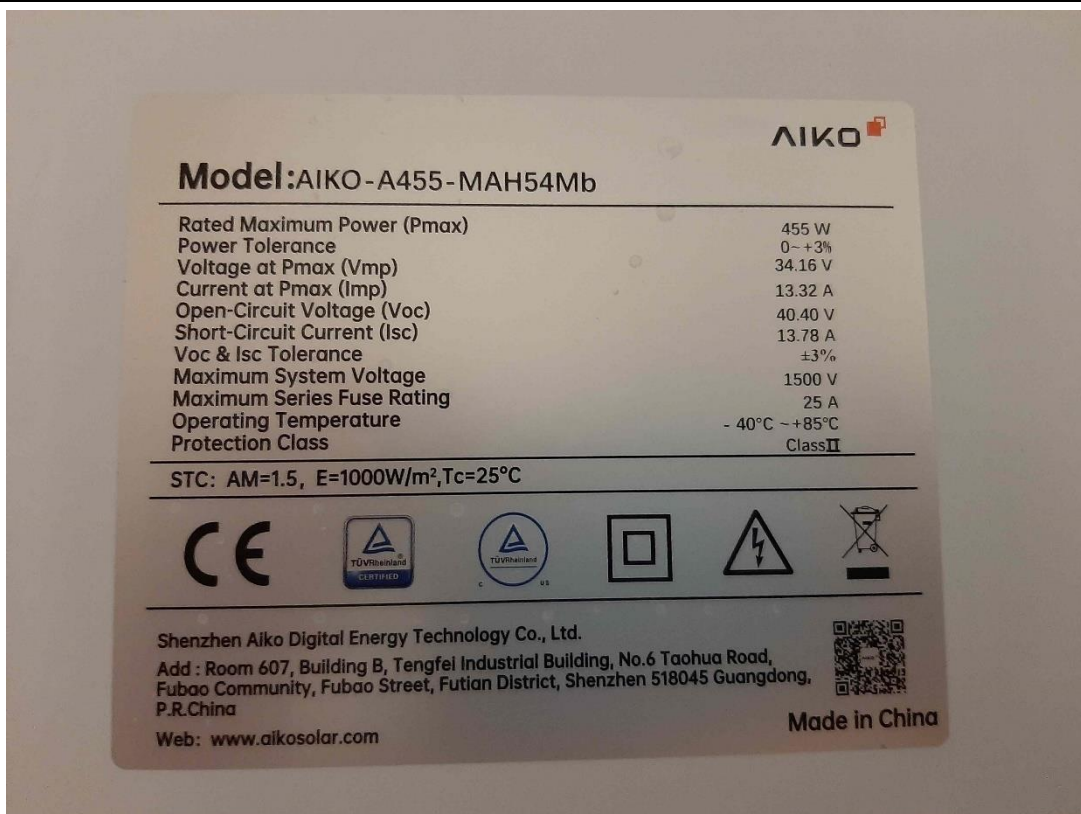 AIKO
Model:AIKO-A455-MAH54Mb
Rated Maximum Power (Pmax) 455 W
Power Tolerance 0~+3%
Voltage at Pmax (Vmp) 34.16 V
Current at Pmax (Imp) 13.32 A
Open-Circuit Voltage (Voc) 40.40 V
Short-Circuit Current (Isc) 13.78 A
Voc & Isc Tolerance ±3%
Maximum System Voltage 1500 V
Maximum Series Fuse Rating 25 A
Operating Temperature - 40°C ~+85°C
Protection Class ClassⅡ
STC: AM=1.5, E=1000W/m²,Tc=25°C
CE
TÜVRheinland
CERTIFIED
TÜVRheinland
C US
Shenzhen Aiko Digital Energy Technology Co., Ltd.
Add : Room 607, Building B, Tengfei Industrial Building, No.6 Taohua Road,
Fubao Community, Fubao Street, Futian District, Shenzhen 518045 Guangdong,
P.R.China
Made in China
Web: www.aikosolar.com